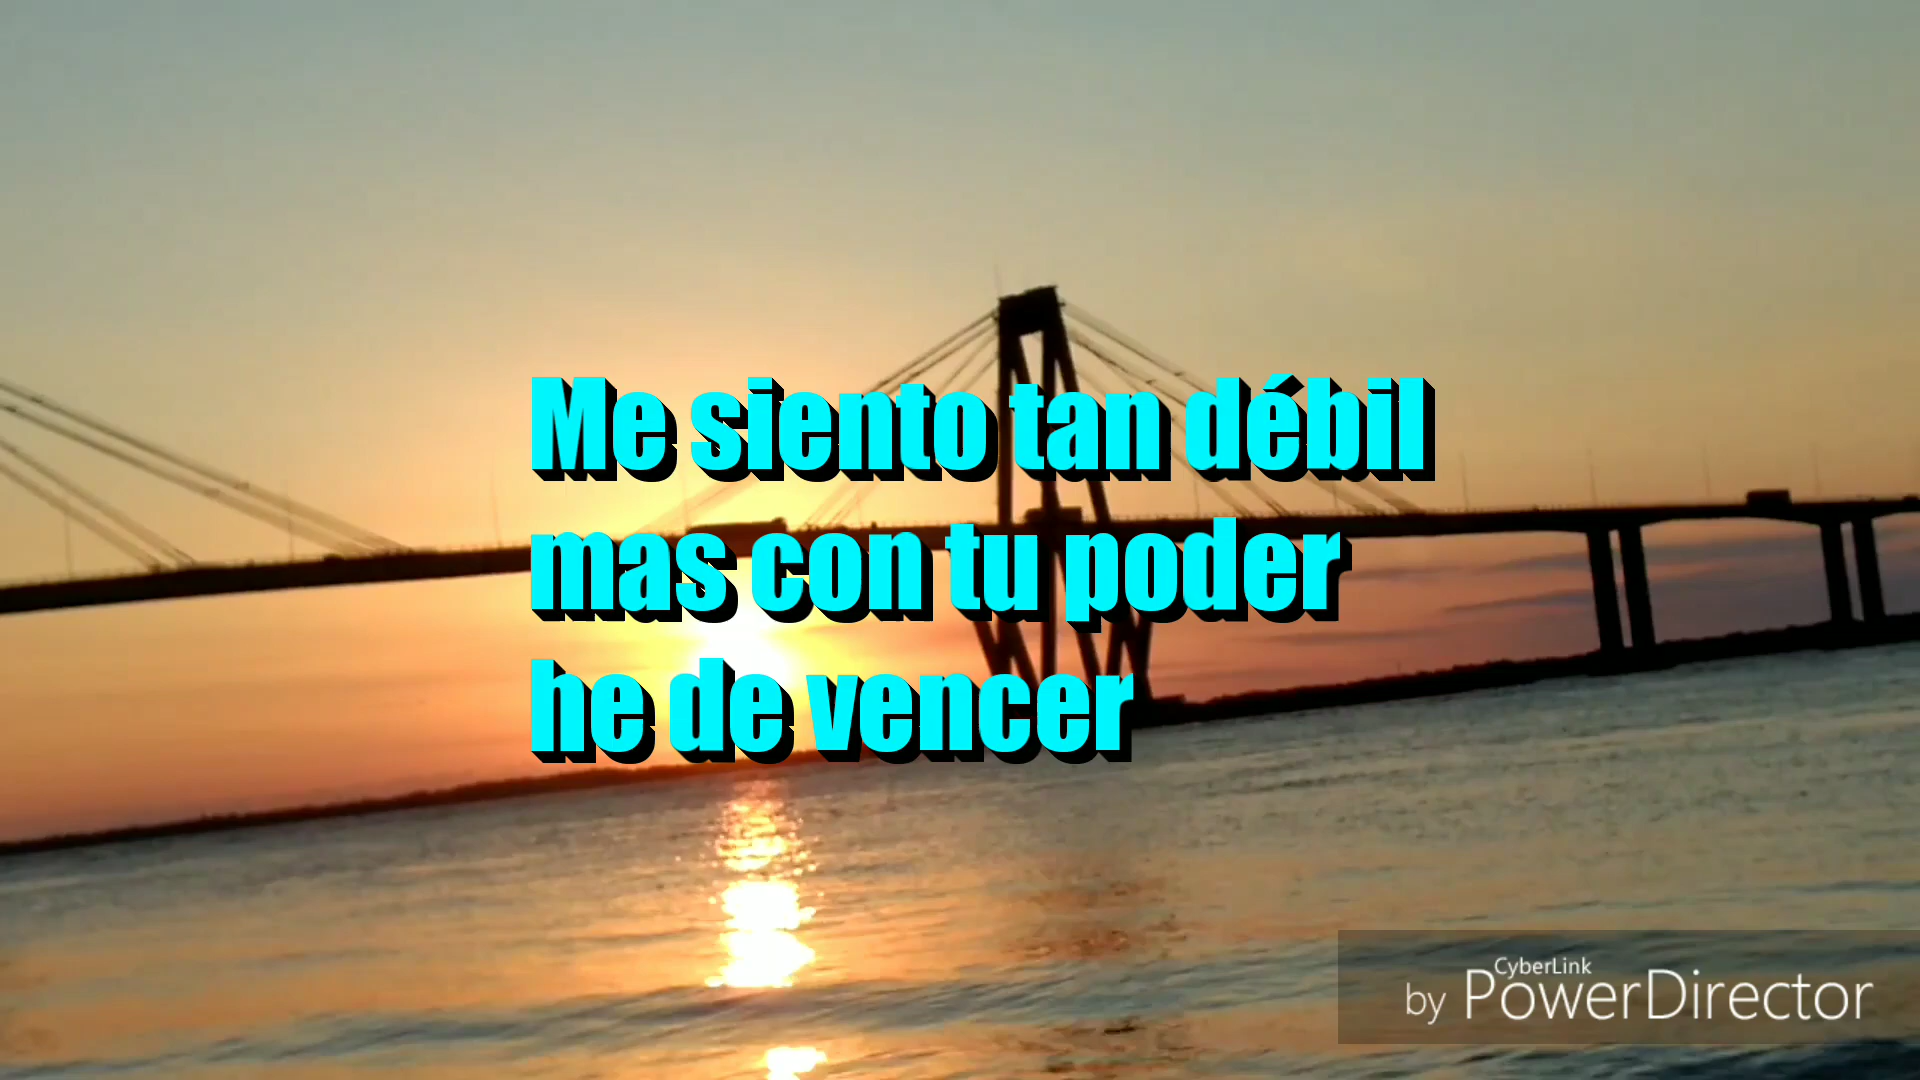 Me siento tan débil
mas con tu poder
he de vencer
CyberLink
by PowerDirector